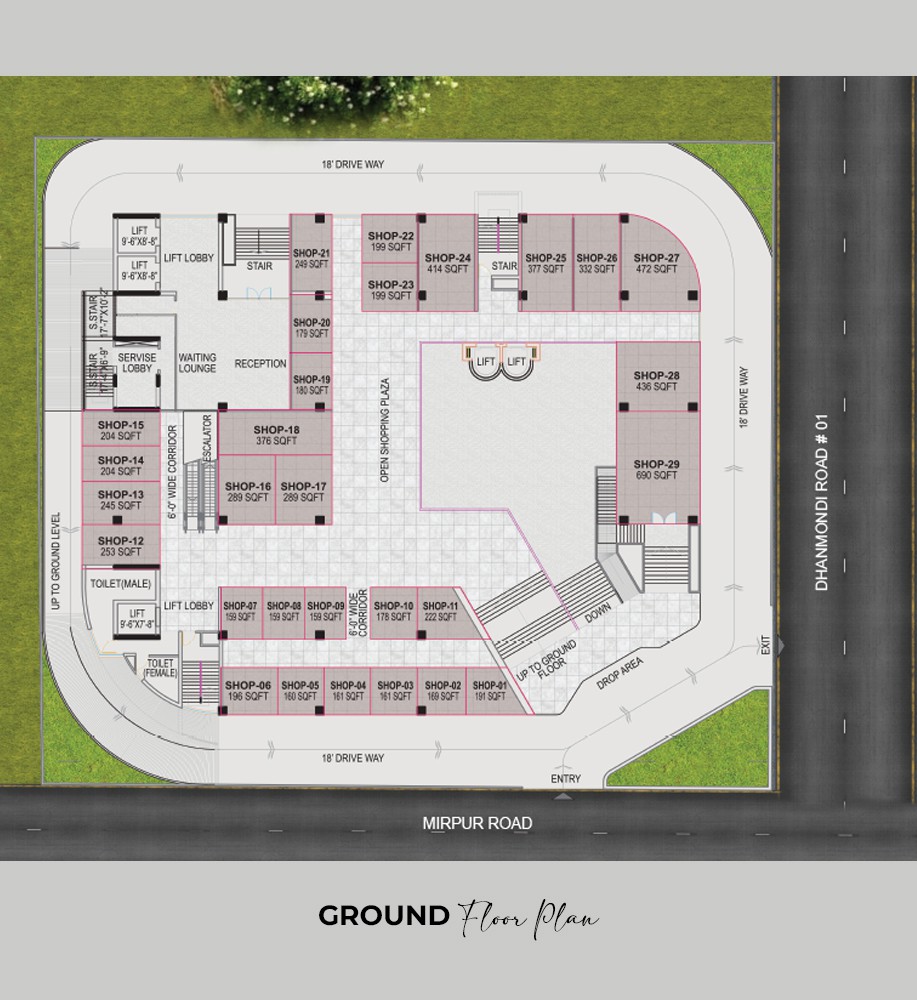 18' DRIVE WAY
LIFT
9'-6"X8'-8"
LIFT
9'-6"X8'-8"
LIFT LOBBY
STAIR
SHOP-21
249 SQFT
SHOP-22
199 SQFT
SHOP-23
199 SQFT
SHOP-24
414 SQFT
STAIR
SHOP-25
377 SQFT
SHOP-26
332 SQFT
SHOP-27
472 SQFT
S.STAIR
17'-7"X10'-2"
S.STAIR
SERVISE
LOBBY
WAITING
LOUNGE
RECEPTION
SHOP-20
179 SQFT
SHOP-19
180 SQFT
LIFT
LIFT
SHOP-28
436 SQFT
18' DRIVE WAY
OPEN SHOPPING PLAZA
SHOP-15
204 SQFT
SHOP-14
204 SQFT
SHOP-13
245 SQFT
SHOP-12
253 SQFT
6'-0" WIDE CORRIDOR
ESCALATOR
SHOP-18
376 SQFT
SHOP-16
289 SQFT
SHOP-17
289 SQFT
SHOP-29
690 SQFT
DHANMONDI ROAD # 01
UP TO GROUND LEVEL
TOILET(MALE)
LIFT
9'-6"X7'-8"
LIFT LOBBY
TOILET
(FEMALE)
SHOP-07
159 SQFT
SHOP-08
159 SQFT
SHOP-09
159 SQFT
6'-0" WIDE
CORRIDOR
SHOP-10
178 SQFT
SHOP-11
222 SQFT
DOWN
UP TO GROUND
FLOOR
DROP AREA
EXIT
SHOP-06
196 SQFT
SHOP-05
160 SQFT
SHOP-04
161 SQFT
SHOP-03
161 SQFT
SHOP-02
169 SQFT
SHOP-01
191 SQFT
18' DRIVE WAY
ENTRY
MIRPUR ROAD
GROUND Floor Plan